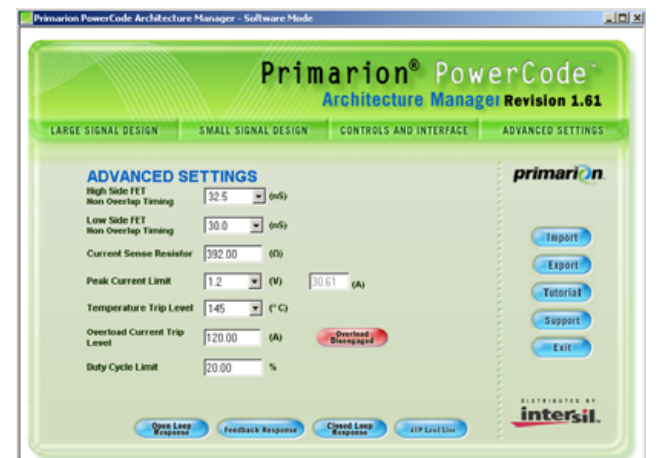 Primarion PowerCode Architecture Manager - Software Mode
Primarion® PowerCode™
Architecture Manager Revision 1.61
LARGE SIGNAL DESIGN SMALL SIGNAL DESIGN CONTROLS AND INTERFACE ADVANCED SETTINGS
ADVANCED SETTINGS
primarion.
High Side FET
Non Overlap Timing 32.5 (nS)
Low Side FET
Non Overlap Timing 30.0 (nS)
Current Sense Resistor 392.00 (Ω)
Peak Current Limit 1.2 (V) 30.61 (A)
Temperature Trip Level 145 (° C)
Overload Current Trip
Level 120.00 (A) Overload
Disengaged
Duty Cycle Limit 20.00 %
Import
Export
Tutorial
Support
Exit
Open Loop
Response
Feedback Response
Closed Loop
Response
AVP Load Line
DISTRIBUTED BY
intersil.